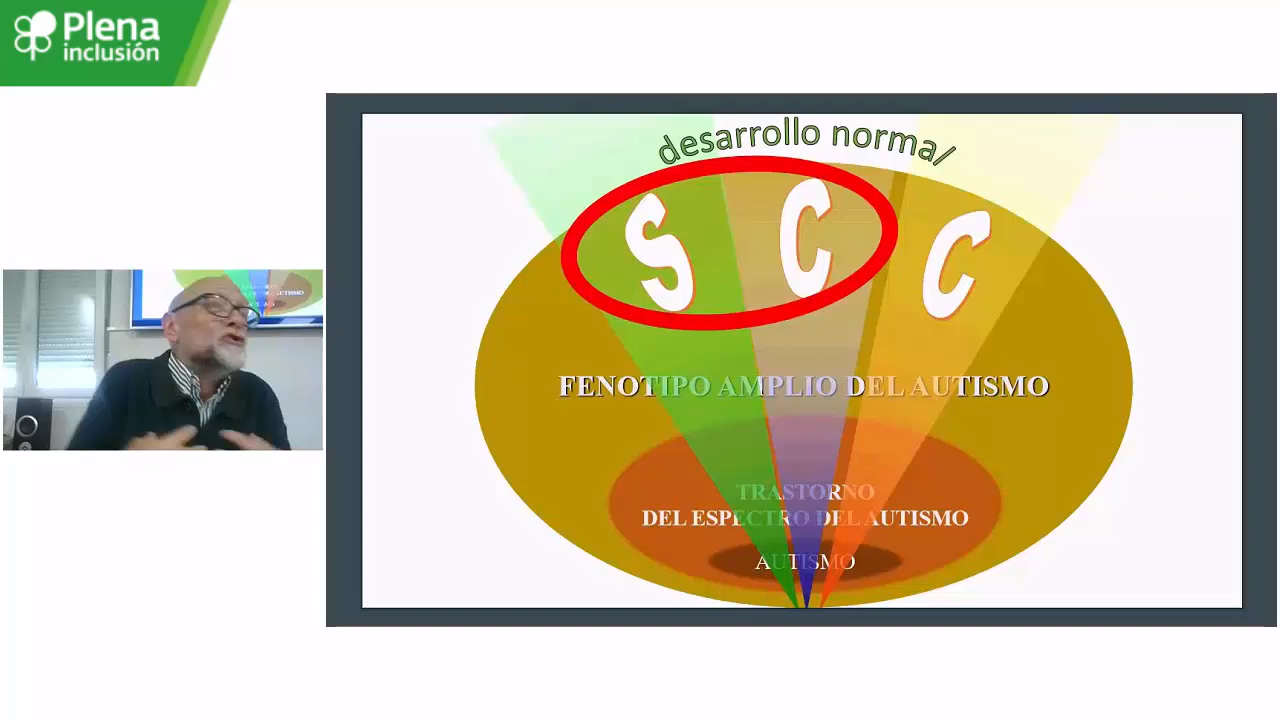 Plena
inclusión
desarrollo normal
S C C
FENOTIPO AMPLIO DEL AUTISMO
TRASTORNO
DEL ESPECTRO DEL AUTISMO
AUTISMO